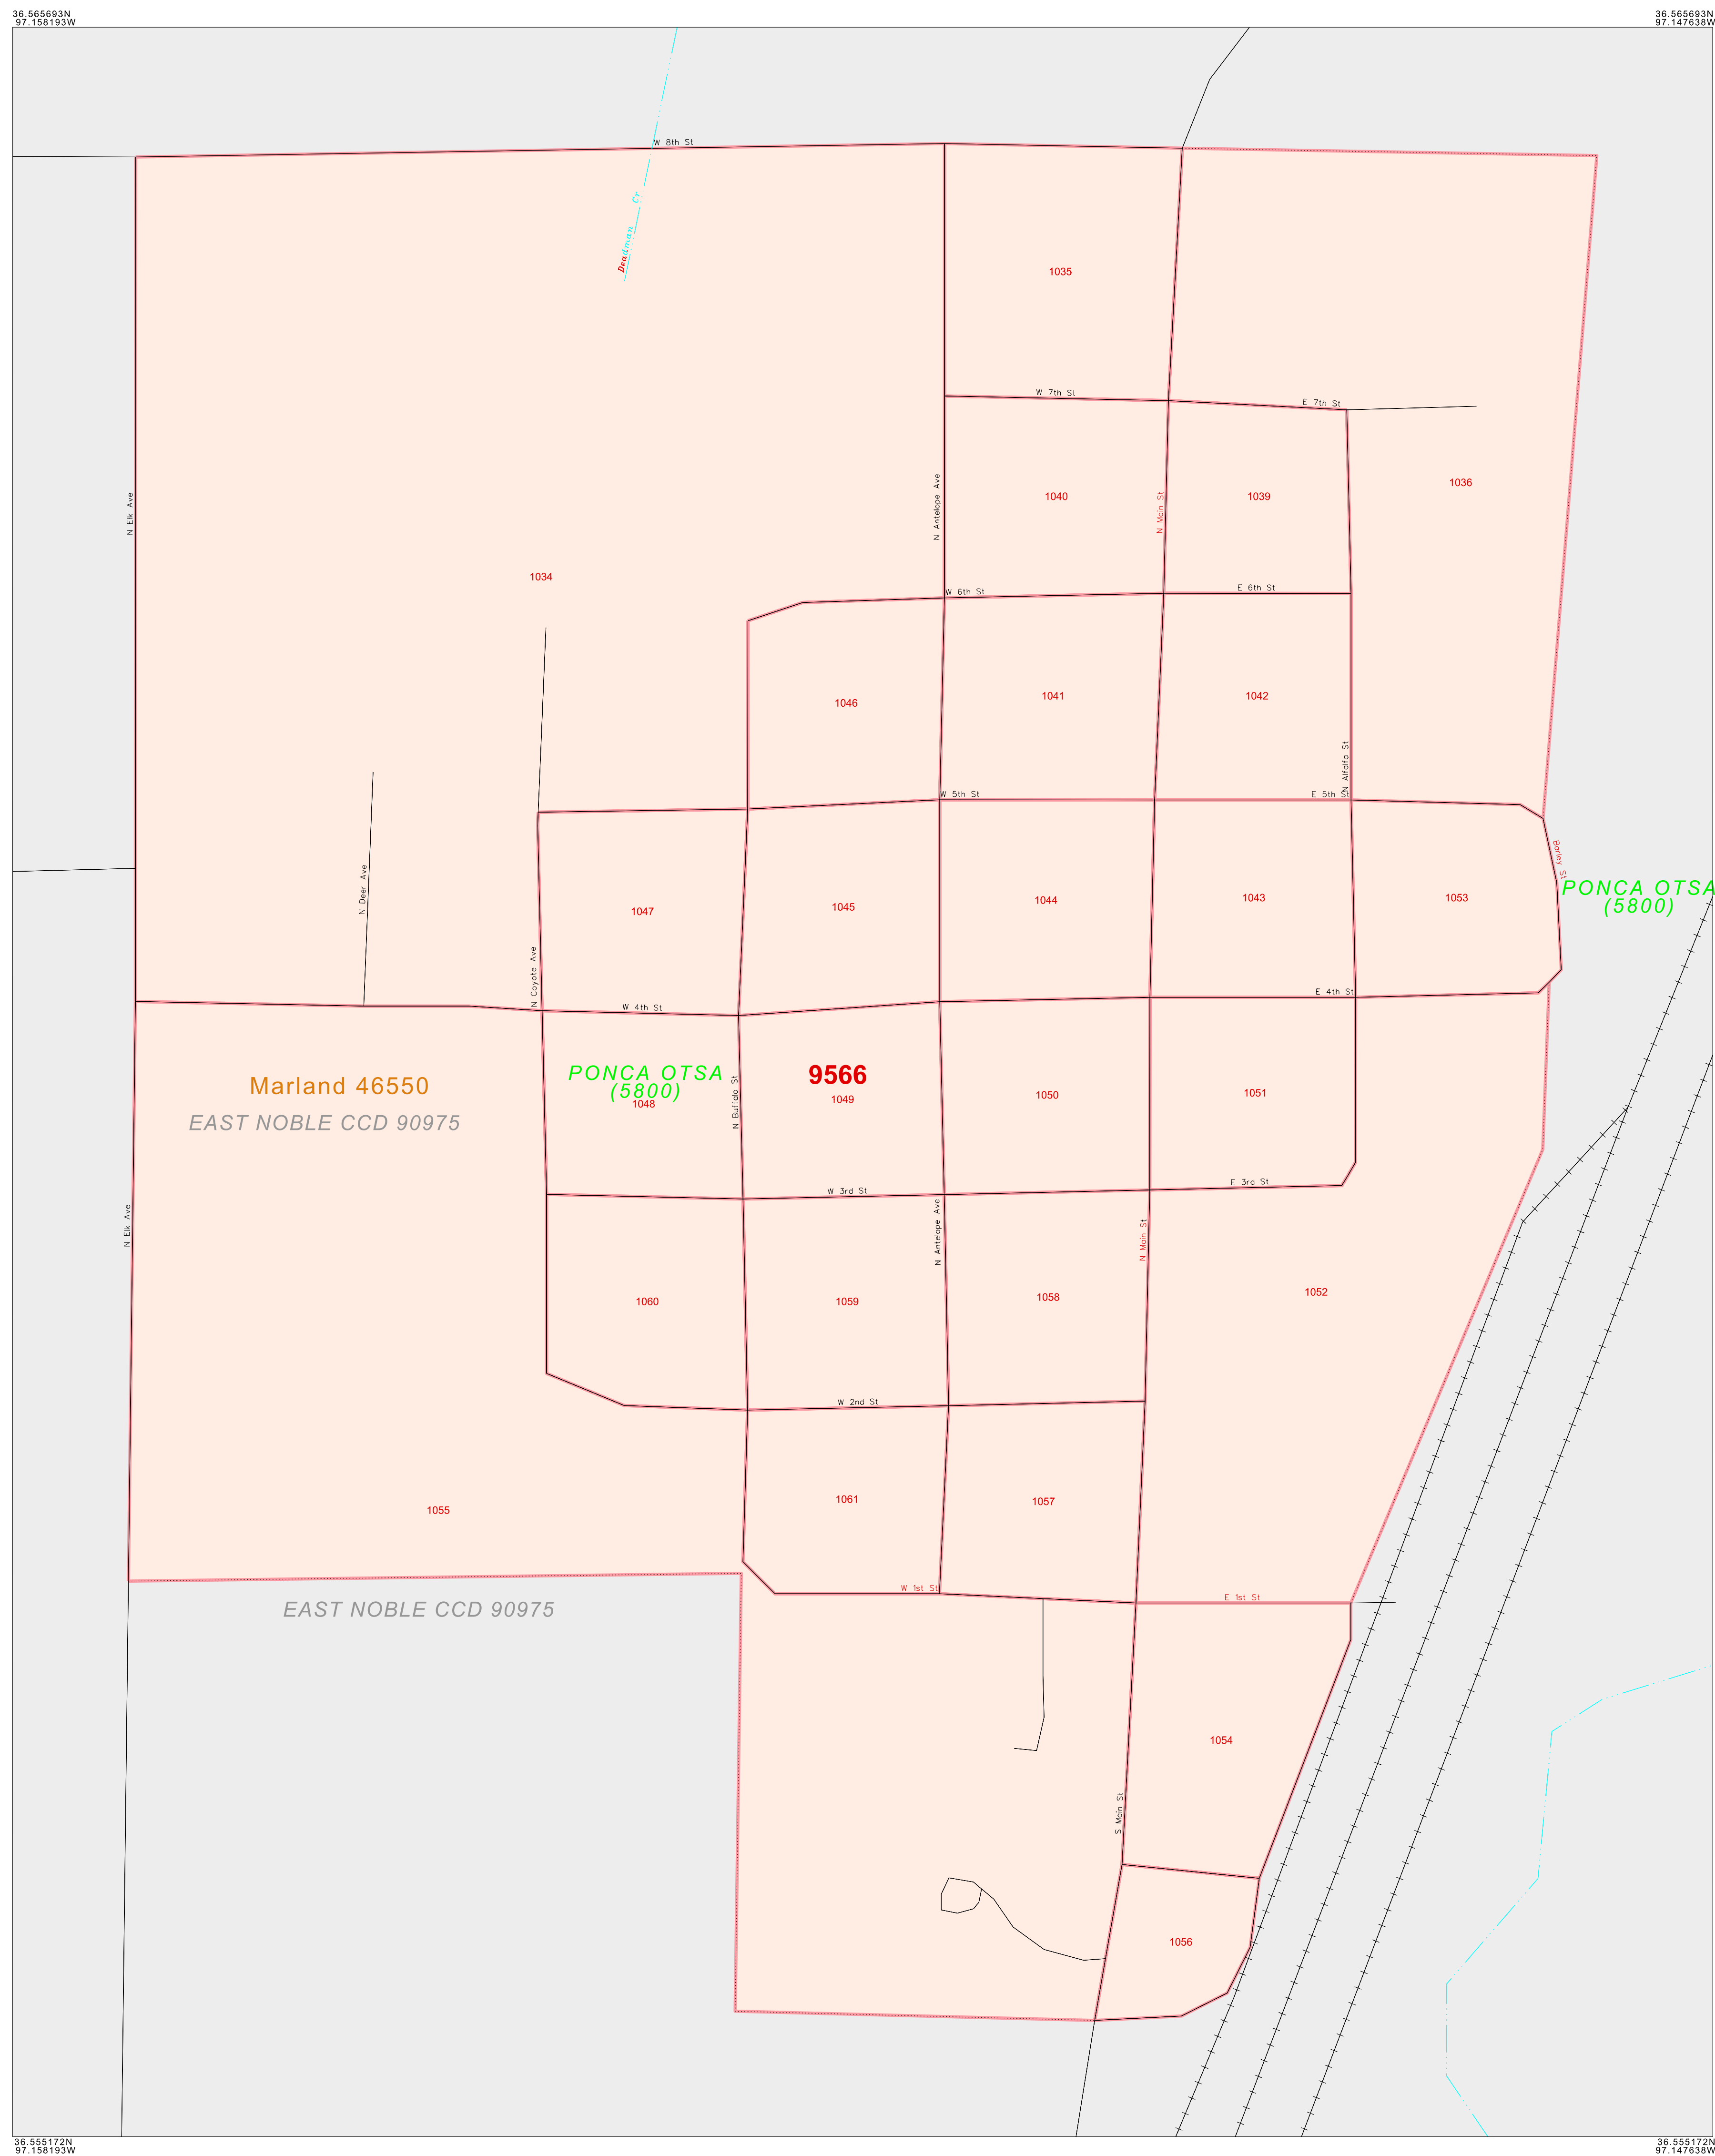 36.565693N
97.158193W
36.565693N
97.147638W
W 8th St
Deadman Cr
1035
W 7th St
E 7th St
N Elk Ave
N Antelope Ave
1040
N Main St
1039
1036
1034
W 6th St
E 6th St
1046
1041
1042
N Alfalfa St
W 5th St
E 5th St
Barley St
N Deer Ave
1047
1045
1044
1043
1053
PONCA OTSA
(5800)
N Coyote Ave
W 4th St
E 4th St
Marland 46550
EAST NOBLE CCD 90975
PONCA OTSA
(5800)
1048
N Buffalo St
9566
1049
1050
1051
W 3rd St
E 3rd St
N Elk Ave
N Antelope Ave
N Main St
1060
1059
1058
1052
W 2nd St
1055
1061
1057
W 1st St
E 1st St
EAST NOBLE CCD 90975
1054
S Main St
1056
36.555172N
97.158193W
36.555172N
97.147638W